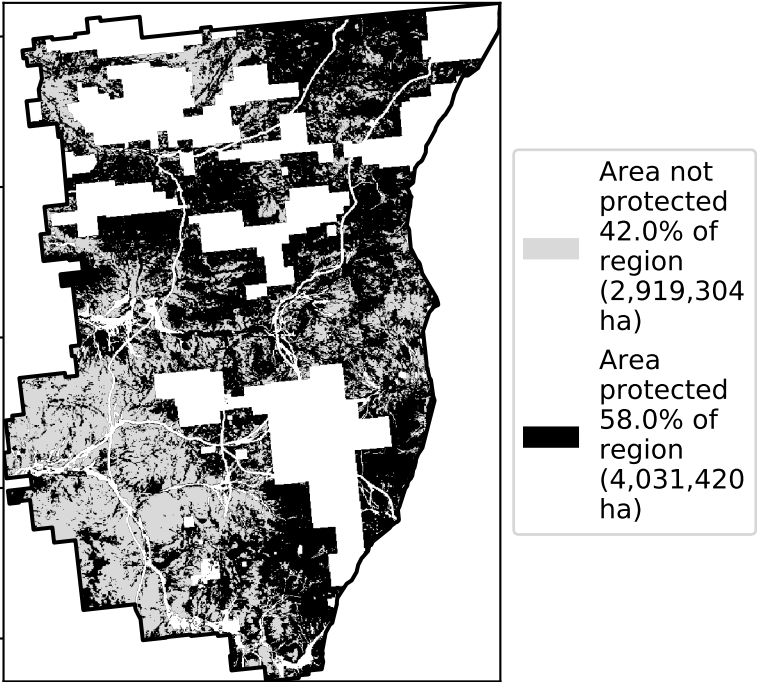 Area not
protected
42.0% of
region
(2,919,304
ha)
Area
protected
58.0% of
region
(4,031,420
ha)